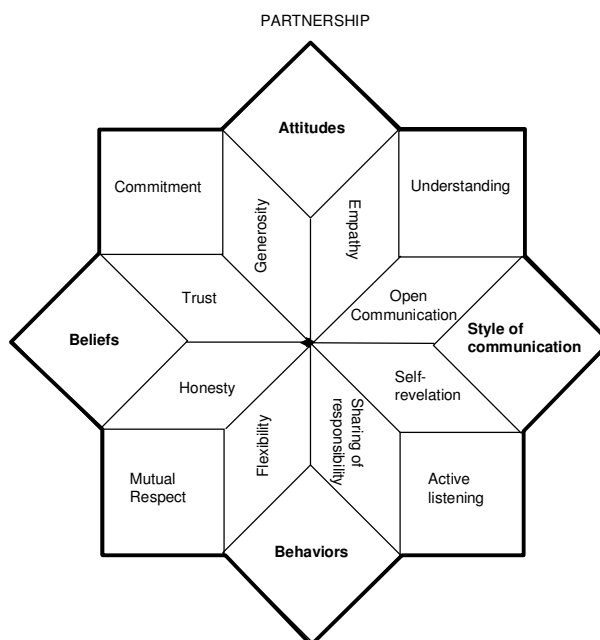 PARTNERSHIP
Attitudes
Commitment
Understanding
Generosity
Empathy
Trust
Open
Communication
Beliefs
Style of
communication
Honesty
Self-
revelation
Flexibility
Sharing of
responsibility
Mutual
Respect
Active
listening
Behaviors